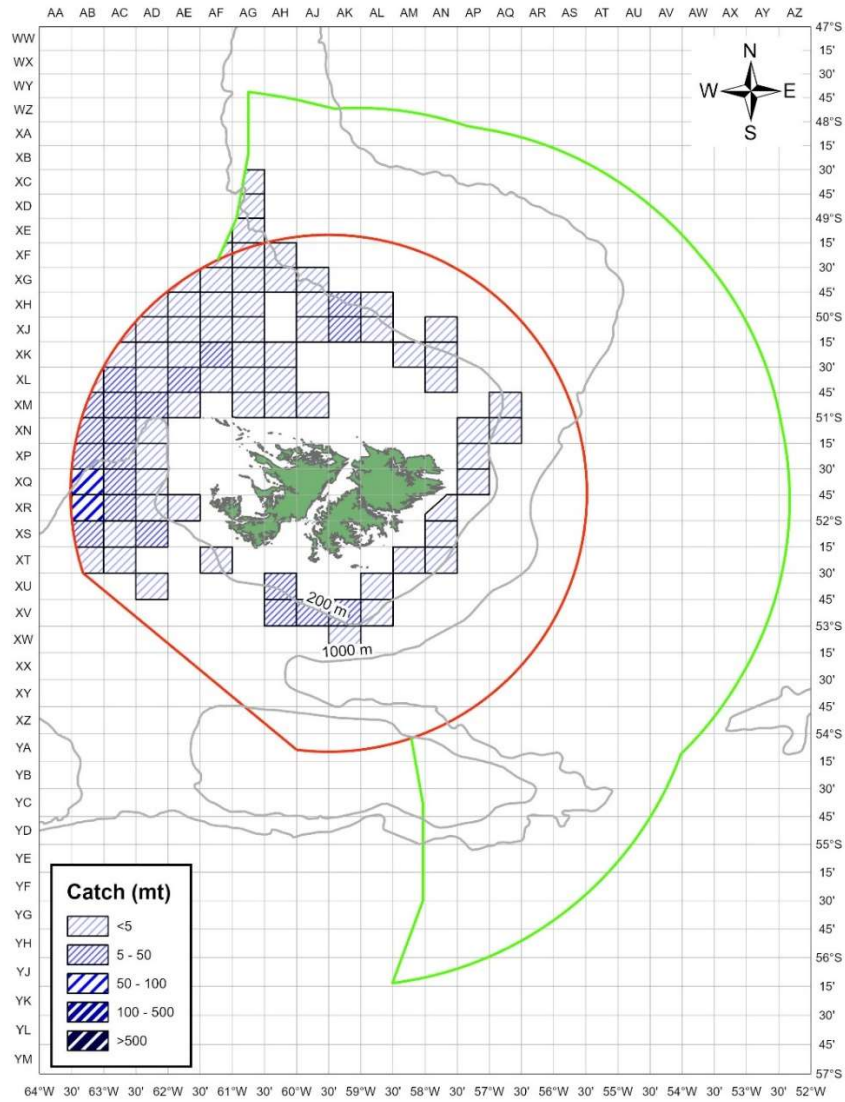 AA AB AC AD AE AF AG AH AJ AK AL AM AN AP AQ AR AS AT AU AV AW AX AY AZ
WW 47°S
WX 15'
WY 30'
WZ 45'
XA 48°S
XB 15'
XC 30'
XD 45'
XE 49°S
XF 15'
XG 30'
XH 45'
XJ 50°S
XK 15'
XL 30'
XM 45'
XN 51°S
XP 15'
XQ 30'
XR 45'
XS 52°S
XT 15'
XU 30'
XV 45'
XW 53°S
XX 15'
XY 30'
XZ 45'
YA 54°S
YB 15'
YC 30'
YD 45'
YE 55°S
YF 15'
YG 30'
YH 45'
YJ 56°S
YK 15'
YL 30'
YM 45'
57°S
N
W E
S
200 m
1000 m
Catch (mt)
<5
5 - 50
50 - 100
100 - 500
>500
64°W 30' 63°W 30' 62°W 30' 61°W 30' 60°W 30' 59°W 30' 58°W 30' 57°W 30' 56°W 30' 55°W 30' 54°W 30' 53°W 30' 52°W